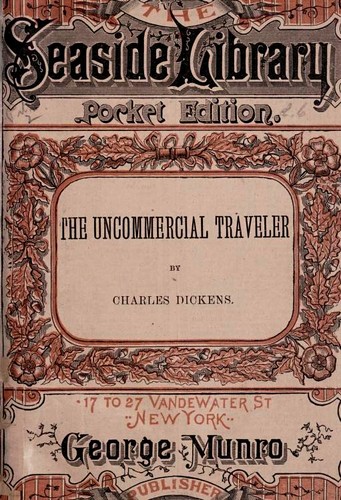 THE
Seaside Library
Pocket Edition.
THE UNCOMMERCIAL TRAVELER
BY
CHARLES DICKENS.
17 TO 27 VANDEWATER ST
NEW YORK
George Munro
PUBLISHER